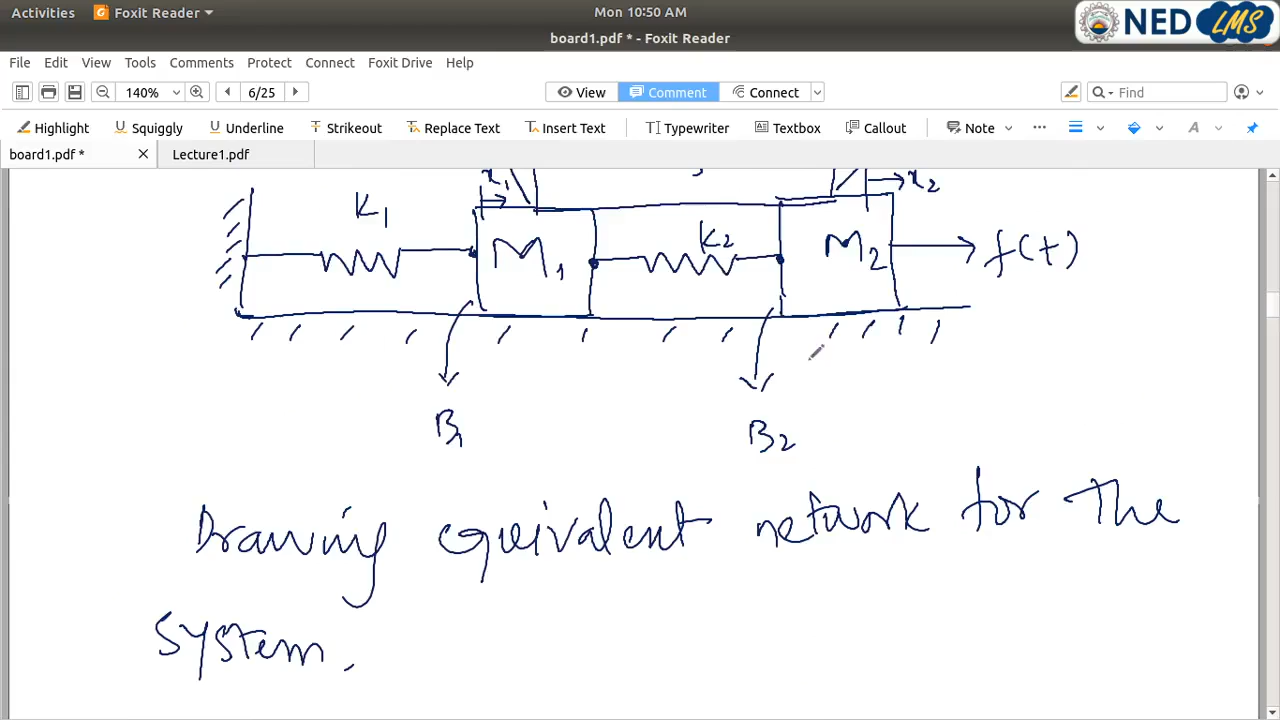 Activities Foxit Reader Mon 10:50 AM
NED LMS
board1.pdf * - Foxit Reader
File Edit View Tools Comments Protect Connect Foxit Drive Help
140% 6/25 View Comment Connect Find
Highlight Squiggly Underline Strikeout Replace Text Insert Text Typewriter Textbox Callout Note ... A
board1.pdf * Lecture1.pdf
x1 x2
K1 K2
M1 M2 f(t)
B1 B2
Drawing equivalent network for The
System.